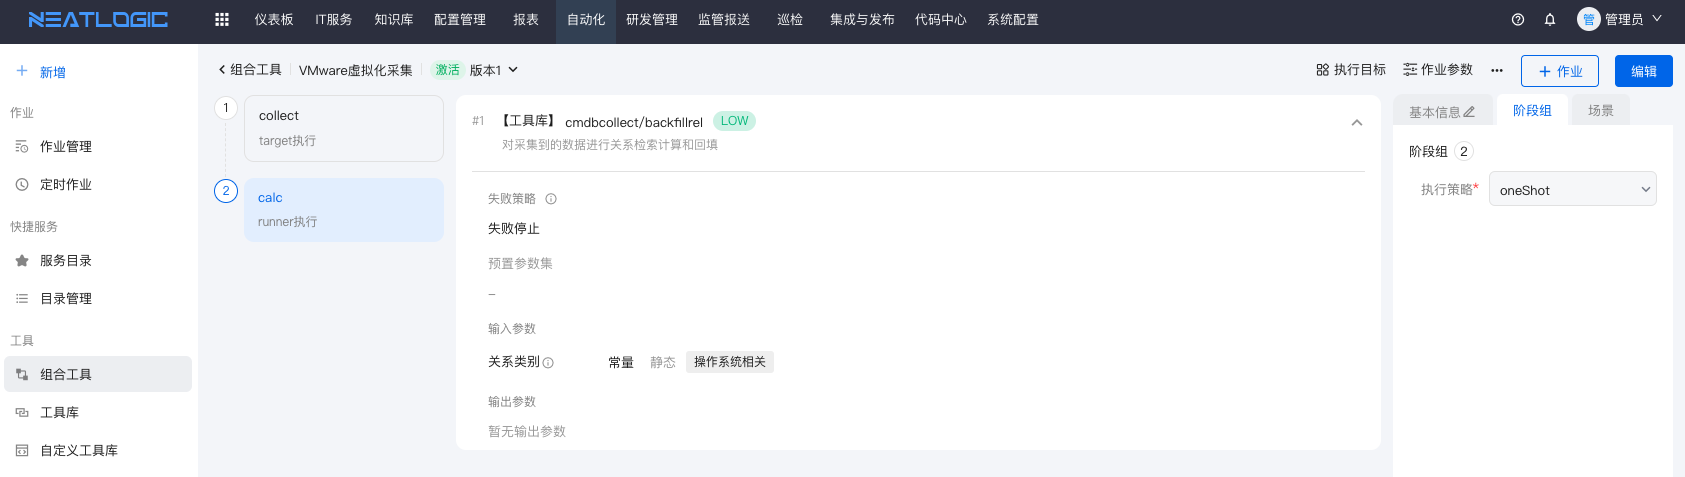 NEATLOGIC
仪表板 IT服务 知识库 配置管理 报表 自动化 研发管理 监管报送 巡检 集成与发布 代码中心 系统配置
管 管理员
新增
作业
作业管理
定时作业
快捷服务
服务目录
目录管理
工具
组合工具
工具库
自定义工具库
组合工具 VMware虚拟化采集 激活 版本1
执行目标 作业参数 ... + 作业 编辑
1
collect
target执行
2
calc
runner执行
#1 【工具库】 cmdbcollect/backfillrel LOW
对采集到的数据进行关系检索计算和回填
失败策略
失败停止
预置参数集
–
输入参数
关系类别 常量 静态 操作系统相关
输出参数
暂无输出参数
基本信息 阶段组 场景
阶段组 2
执行策略* oneShot